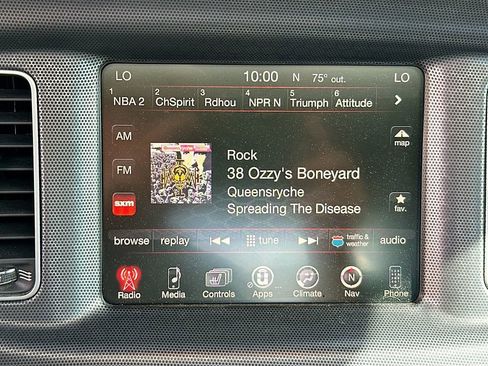 LO 10:00 N 75° out. LO
1 2 3 4 5 6
NBA 2 ChSpirit Rdhou NPR N Triumph Attitude
AM
Rock
map
38 Ozzy's Boneyard
FM
Queensryche
sxm
Spreading The Disease
fav.
browse replay tune traffic & weather audio
Radio Media Controls Apps Climate Nav Phone